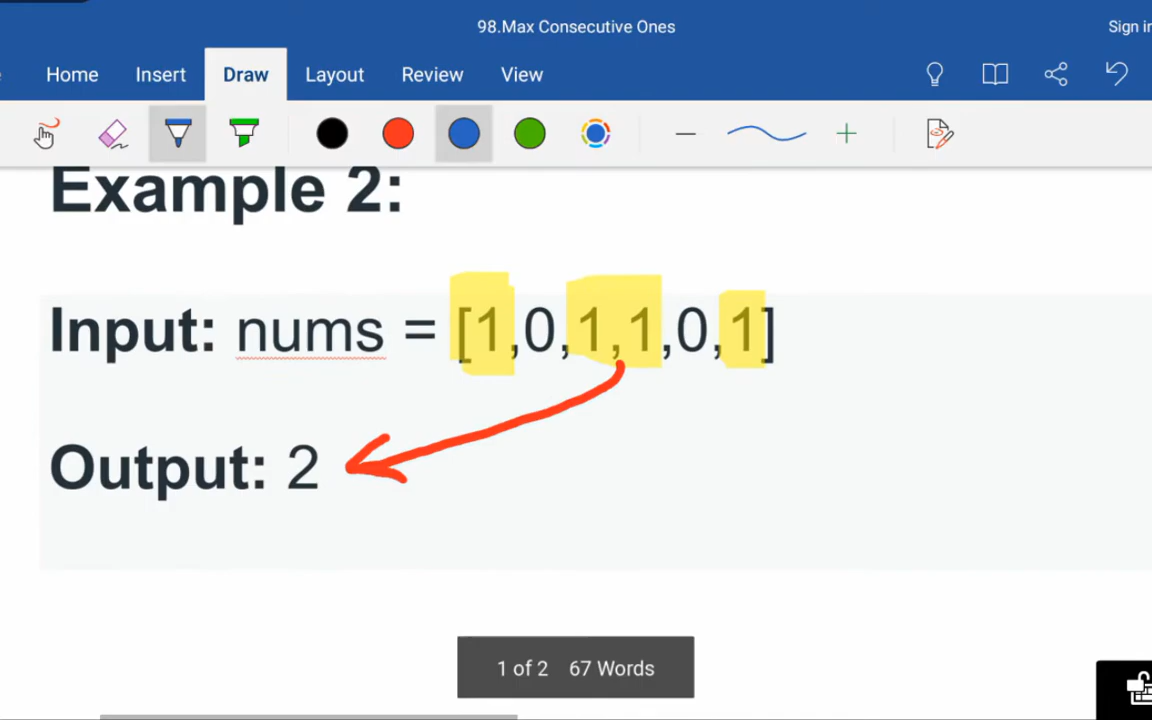 98.Max Consecutive Ones
Sign in
Home Insert Draw Layout Review View
Example 2:
Input: nums = [1,0,1,1,0,1]
Output: 2
1 of 2 67 Words